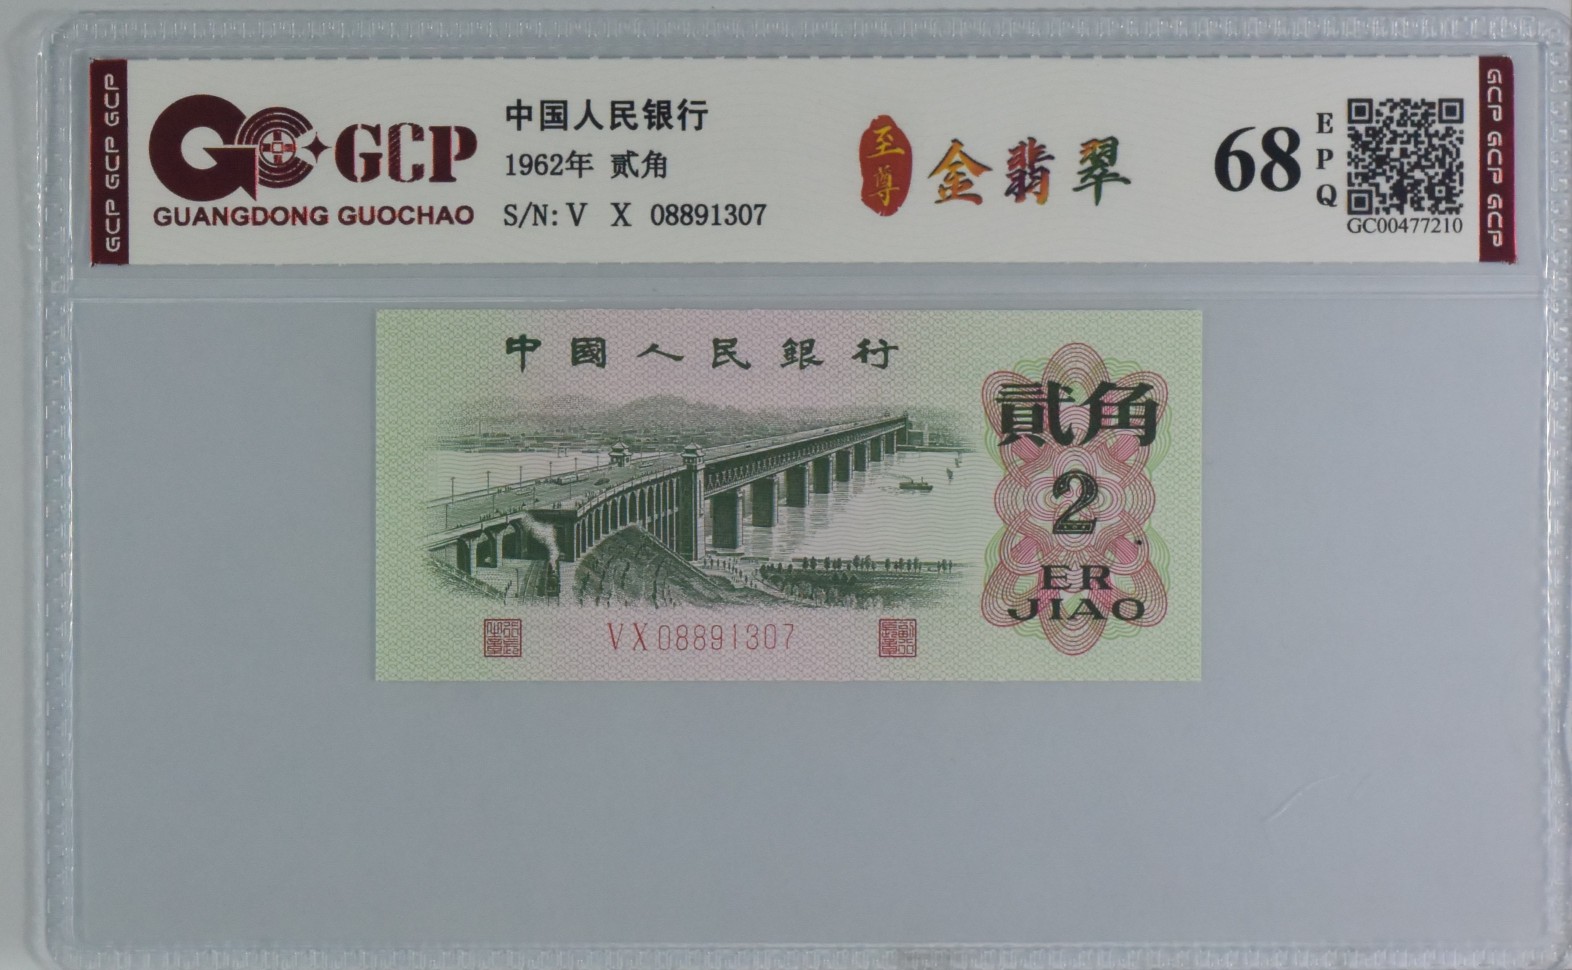 GCP GCP GCP
GCP
GUANGDONG GUOCHAO
中国人民银行
1962年 贰角
S/N: V X 08891307
至尊
金翡翠
68
EPQ
GC00477210
GCP GCP GCP
中國人民銀行
貳角
2
ER
JIAO
VX08891307